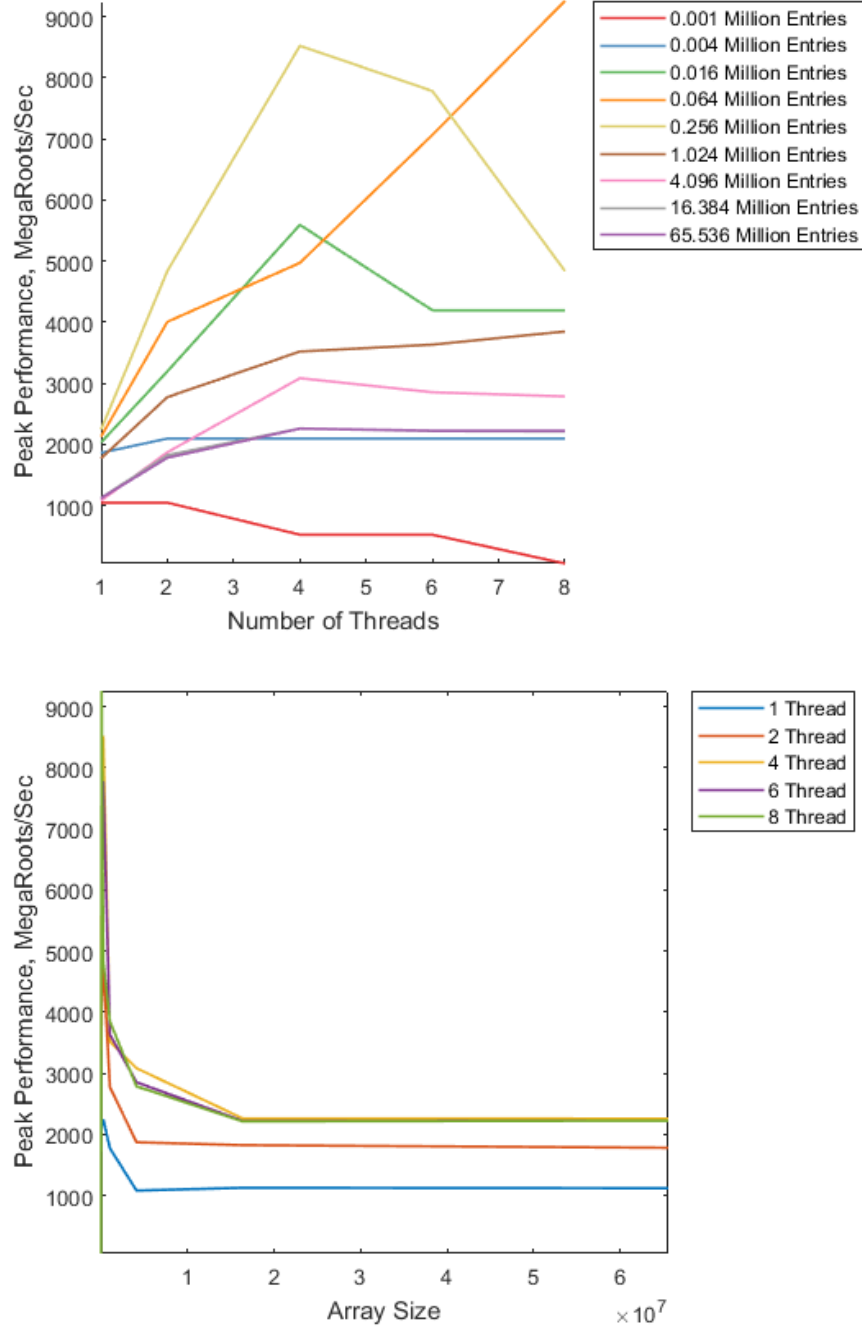 9000
8000
7000
6000
5000
4000
3000
2000
1000
Peak Performance, MegaRoots/Sec
1 2 3 4 5 6 7 8
Number of Threads
0.001 Million Entries
0.004 Million Entries
0.016 Million Entries
0.064 Million Entries
0.256 Million Entries
1.024 Million Entries
4.096 Million Entries
16.384 Million Entries
65.536 Million Entries
9000
8000
7000
6000
5000
4000
3000
2000
1000
Peak Performance, MegaRoots/Sec
1 2 3 4 5 6
Array Size
×10⁷
1 Thread
2 Thread
4 Thread
6 Thread
8 Thread